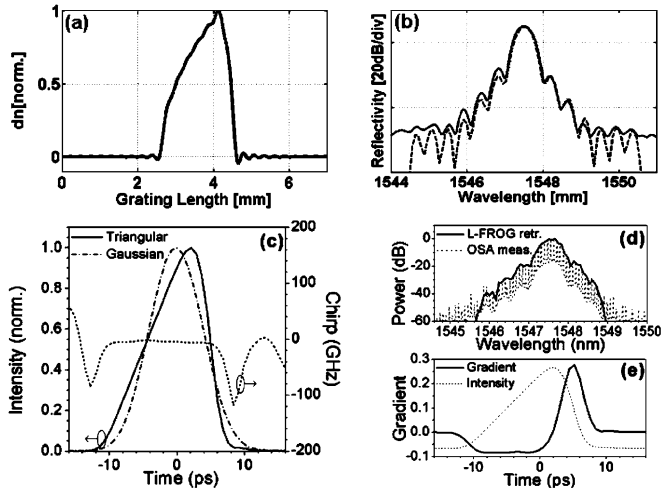 (a)
dn[norm.]
1
0.5
0
0 2 4 6
Grating Length [mm]
(b)
Reflectivity [20dB/div]
1544 1546 1548 1550
Wavelength [nm]
(c)
Triangular
Gaussian
Intensity (norm.)
1.0
0.8
0.6
0.4
0.2
0.0
-10 0 10
Time (ps)
200
100
0
-100
-200
Chirp (GHz)
(d)
L-FROG retr.
OSA meas.
Power (dB)
0
-20
-40
-60
1545 1546 1547 1548 1549 1550
Wavelength (nm)
(e)
Gradient
Intensity
Gradient
0.3
0.2
0.1
0.0
-0.1
-10 0 10
Time (ps)